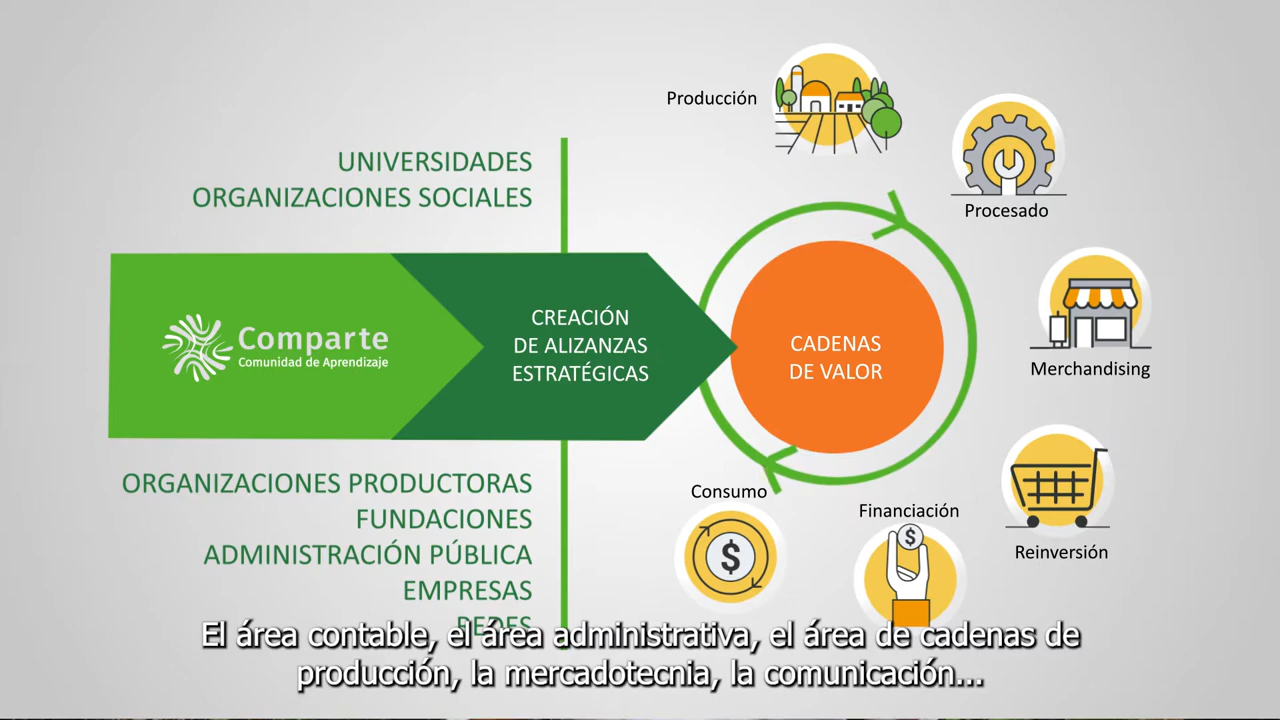 UNIVERSIDADES
ORGANIZACIONES SOCIALES
Comparte
Comunidad de Aprendizaje
CREACIÓN
DE ALIZANZAS
ESTRATÉGICAS
ORGANIZACIONES PRODUCTORAS
FUNDACIONES
ADMINISTRACIÓN PÚBLICA
EMPRESAS
REDES
CADENAS
DE VALOR
Producción
Procesado
Merchandising
Reinversión
Financiación
$
Consumo
$
El área contable, el área administrativa, el área de cadenas de
producción, la mercadotecnia, la comunicación...